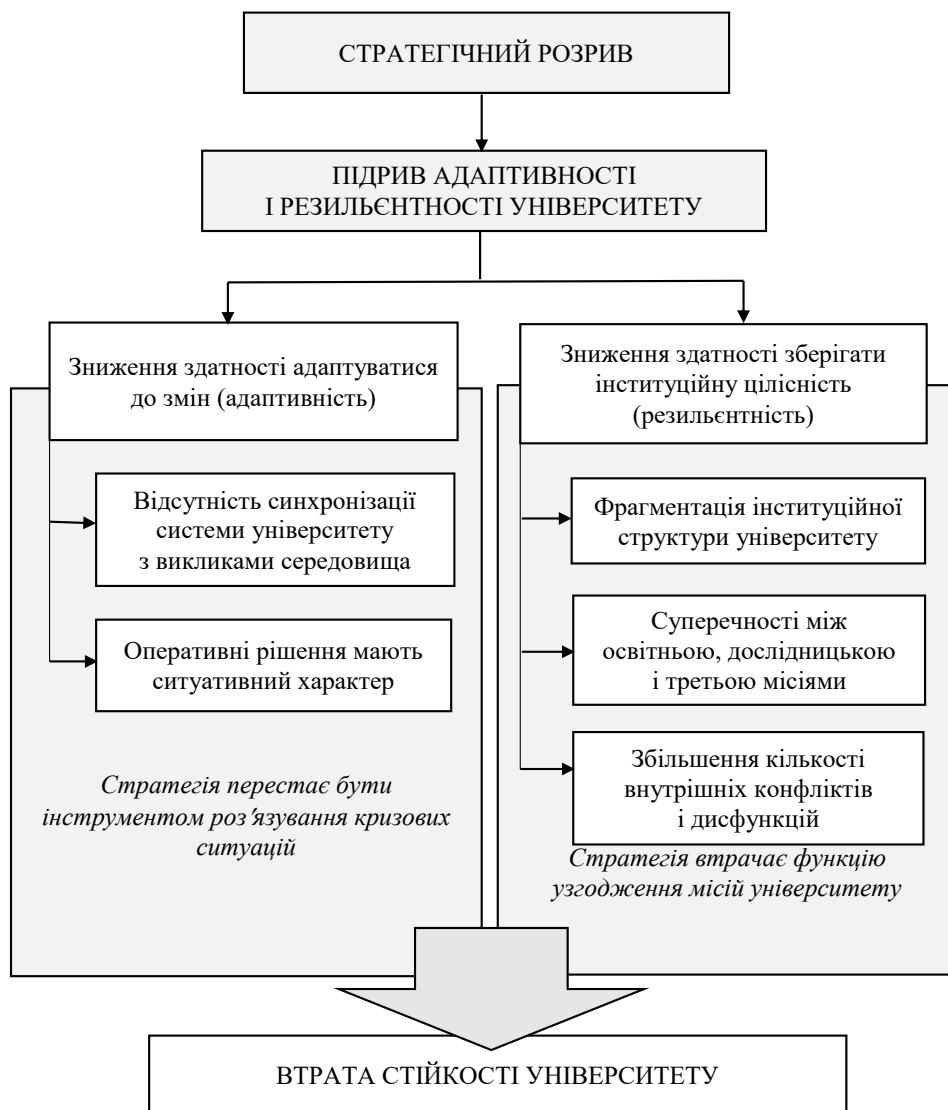 СТРАТЕГІЧНИЙ РОЗРИВ
ПІДРИВ АДАПТИВНОСТІ
І РЕЗИЛЬЄНТНОСТІ УНІВЕРСИТЕТУ
Зниження здатності адаптуватися
до змін (адаптивність)
Відсутність синхронізації
системи університету
з викликами середовища
Оперативні рішення мають
ситуативний характер
Стратегія перестає бути
інструментом роз'язування кризових
ситуацій
Зниження здатності зберігати
інституційну цілісність
(резильєнтність)
Фрагментація інституційної
структури університету
Суперечності між
освітньою, дослідницькою
і третьою місіями
Збільшення кількості
внутрішніх конфліктів
і дисфункцій
Стратегія втрачає функцію
узгодження місій університету
ВТРАТА СТІЙКОСТІ УНІВЕРСИТЕТУ